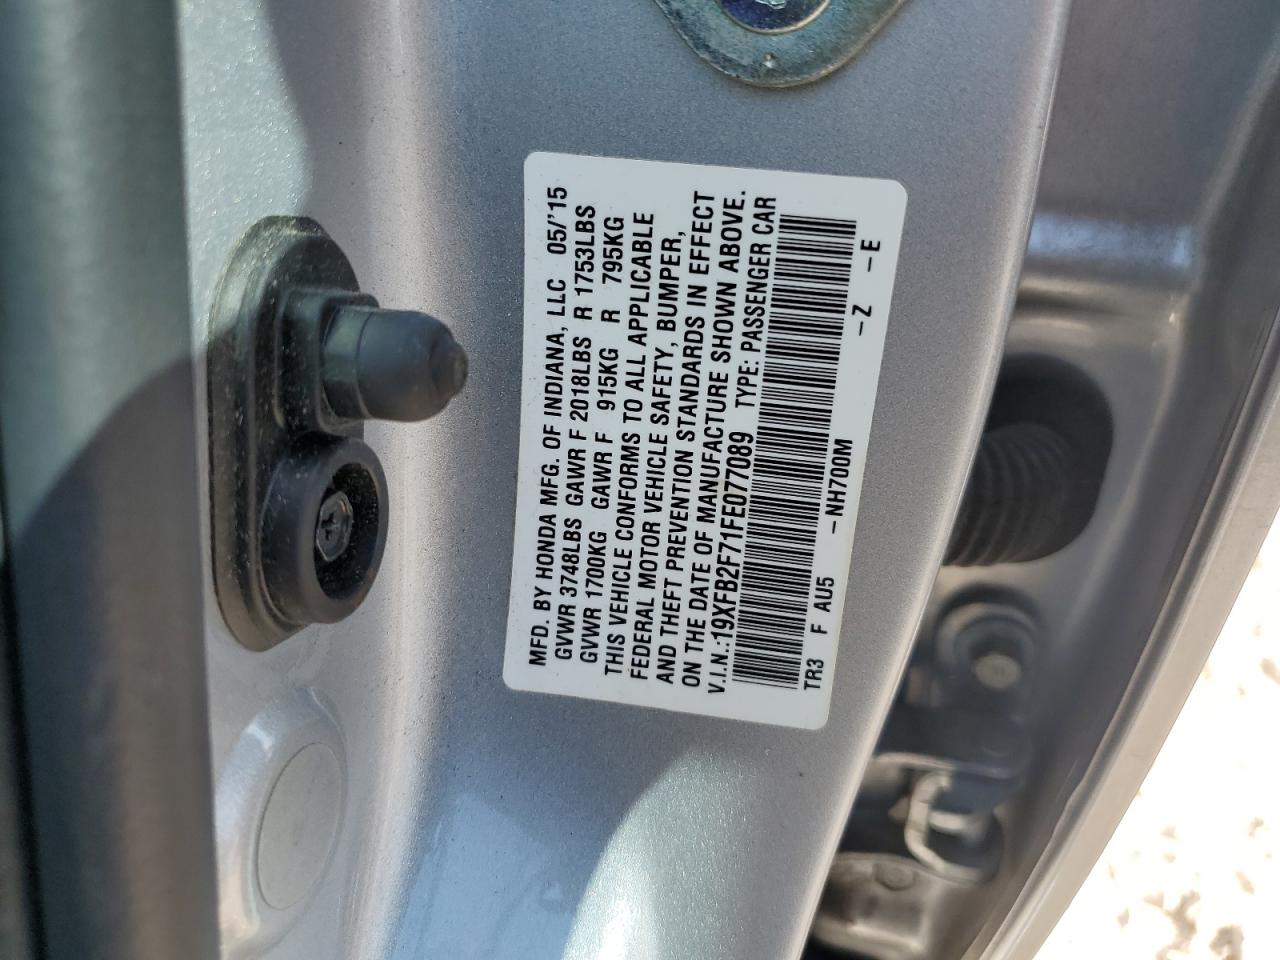 MFD. BY HONDA MFG. OF INDIANA, LLC 05/'15
GVWR 3748LBS GAWR F 2018LBS R 1753LBS
GVWR 1700KG GAWR F 915KG R 795KG
THIS VEHICLE CONFORMS TO ALL APPLICABLE
FEDERAL MOTOR VEHICLE SAFETY, BUMPER,
AND THEFT PREVENTION STANDARDS IN EFFECT
ON THE DATE OF MANUFACTURE SHOWN ABOVE.
V.I.N.:19XFB2F71FE077089 TYPE: PASSENGER CAR
TR3 F AU5 -NH700M -Z -E